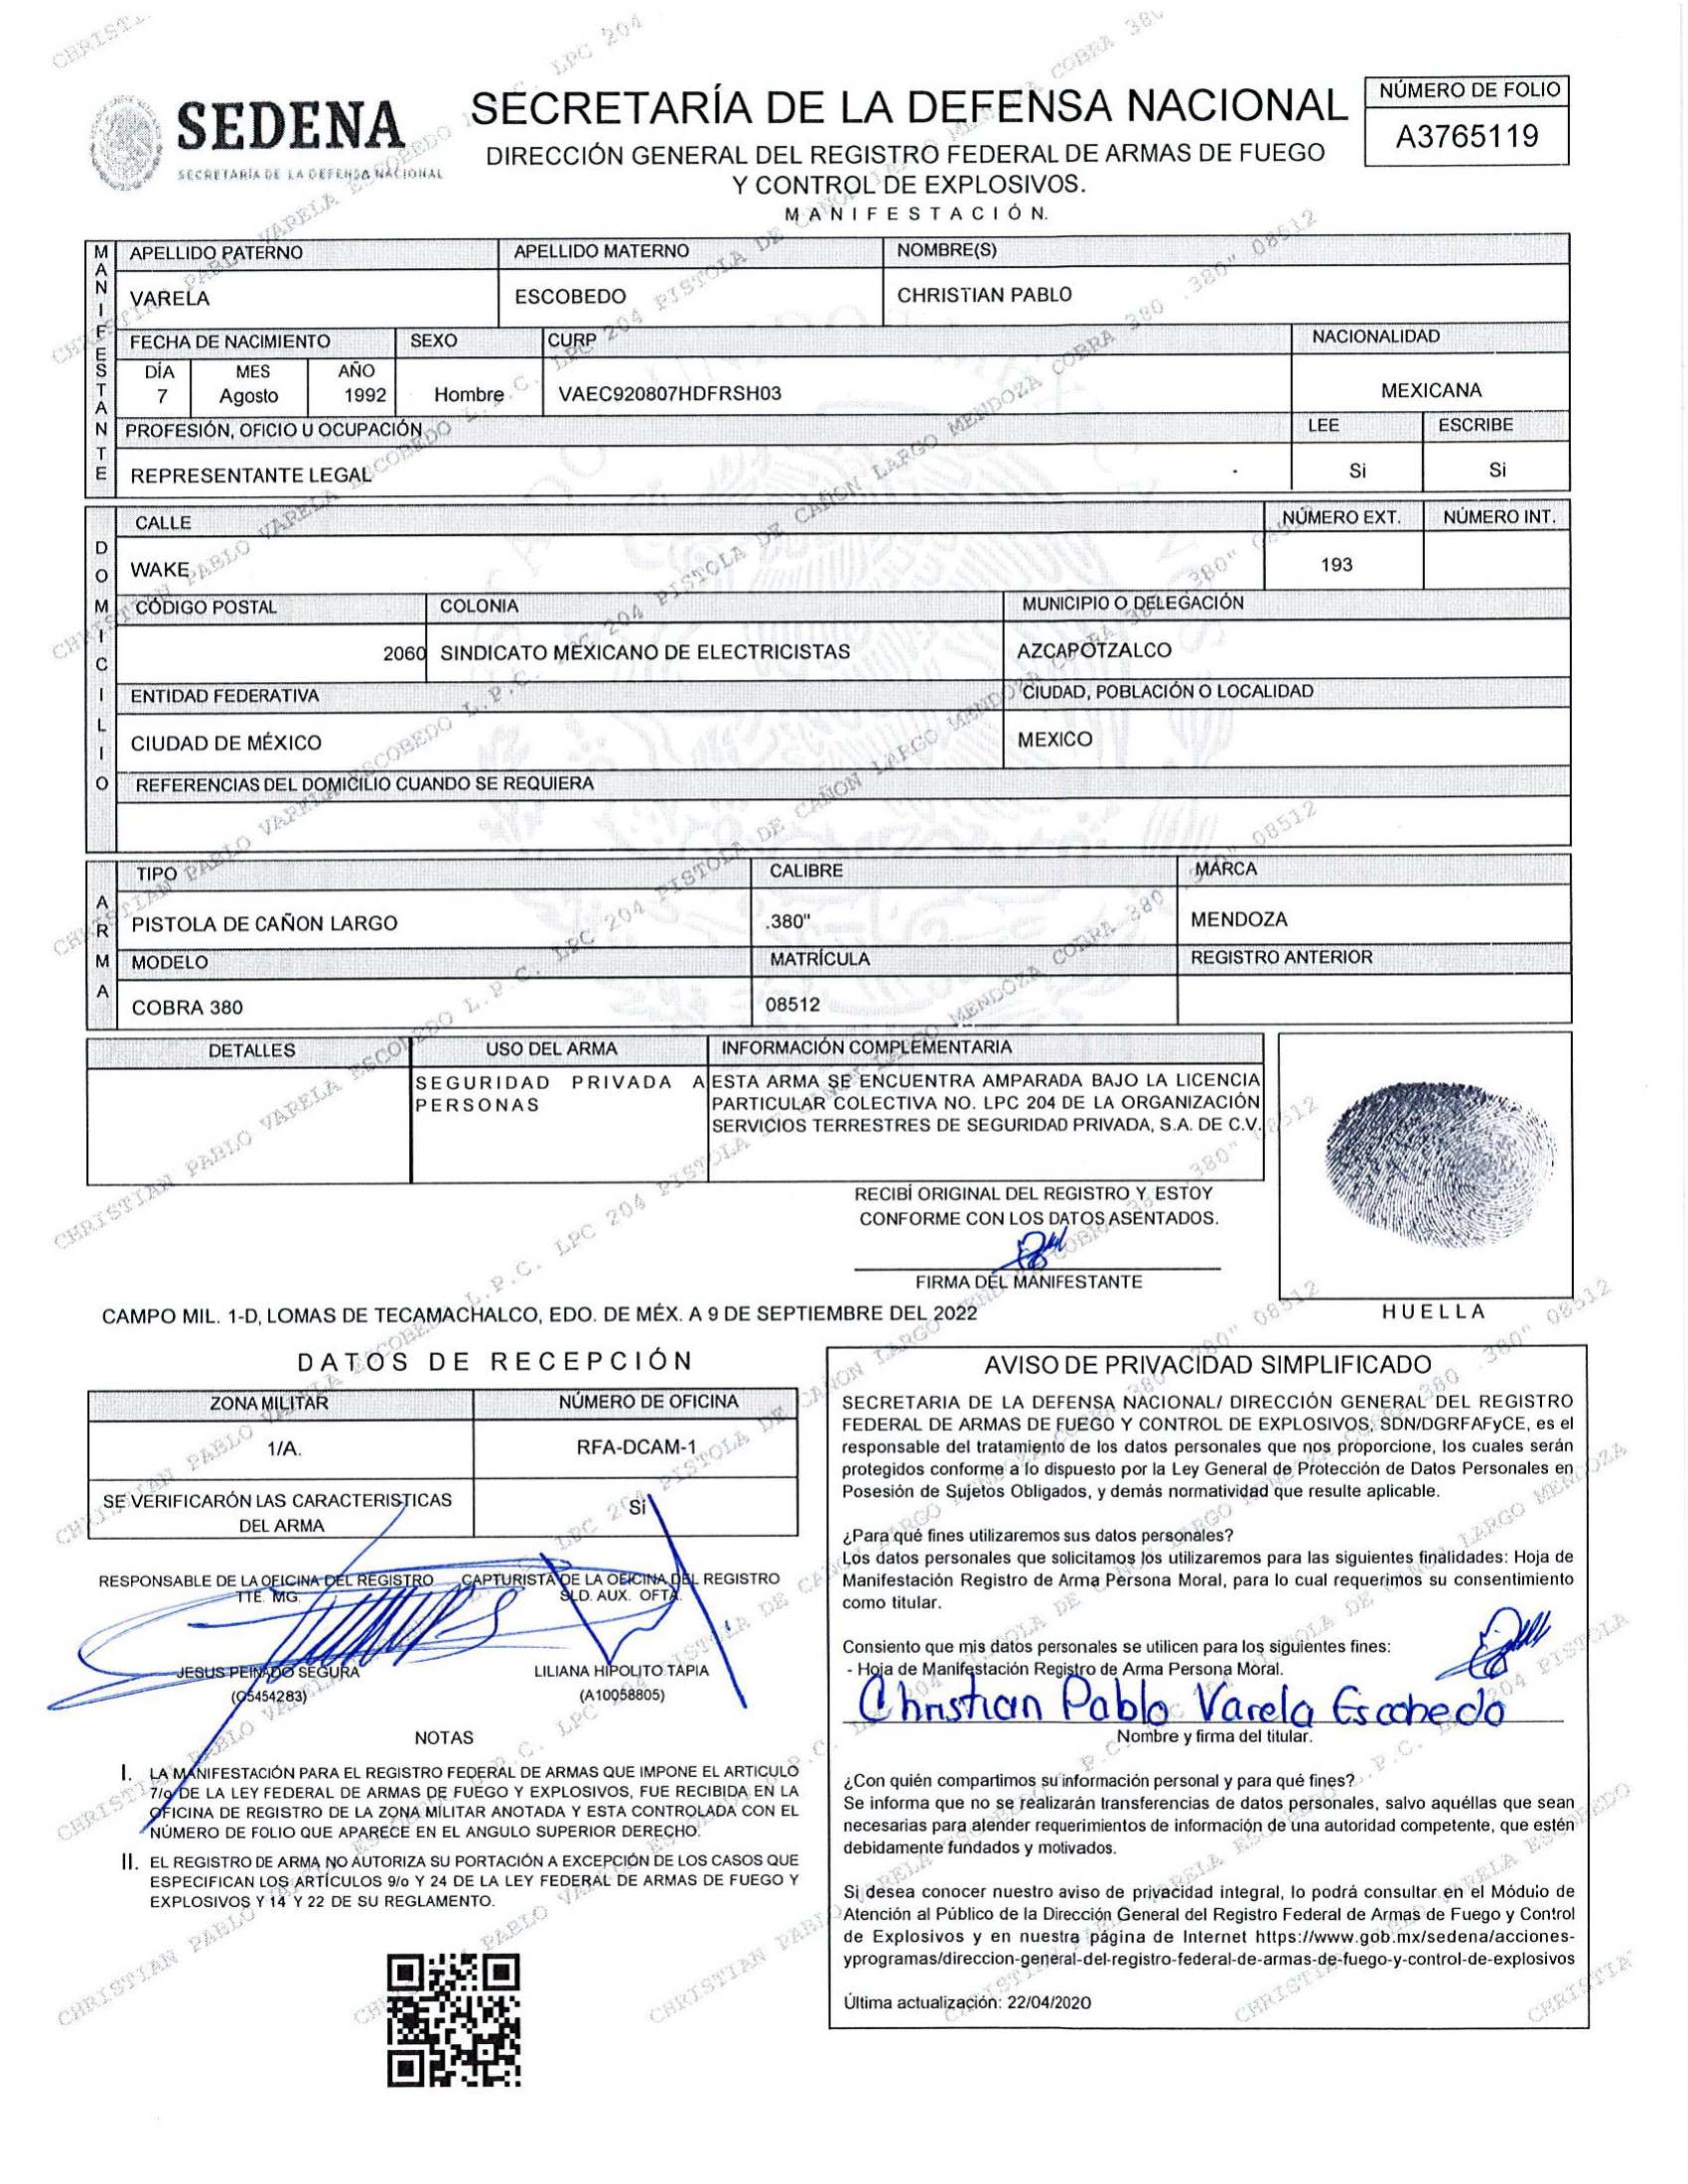 SEDENA
SECRETARÍA DE LA DEFENSA NACIONAL
SECRETARÍA DE LA DEFENSA NACIONAL
DIRECCIÓN GENERAL DEL REGISTRO FEDERAL DE ARMAS DE FUEGO
Y CONTROL DE EXPLOSIVOS.
MANIFESTACIÓN.
NÚMERO DE FOLIO
A3765119
MANIFESTANTE
APELLIDO PATERNO APELLIDO MATERNO NOMBRE(S)
VARELA ESCOBEDO CHRISTIAN PABLO
FECHA DE NACIMIENTO SEXO CURP NACIONALIDAD
DÍA MES AÑO
7 Agosto 1992 Hombre VAEC920807HDFRSH03 MEXICANA
PROFESIÓN, OFICIO U OCUPACIÓN LEE ESCRIBE
REPRESENTANTE LEGAL Si Si
DOMICILIO
CALLE NÚMERO EXT. NÚMERO INT.
WAKE 193
CÓDIGO POSTAL COLONIA MUNICIPIO O DELEGACIÓN
2060 SINDICATO MEXICANO DE ELECTRICISTAS AZCAPOTZALCO
ENTIDAD FEDERATIVA CIUDAD, POBLACIÓN O LOCALIDAD
CIUDAD DE MÉXICO MEXICO
REFERENCIAS DEL DOMICILIO CUANDO SE REQUIERA
ARMA
TIPO CALIBRE MARCA
PISTOLA DE CAÑON LARGO .380" MENDOZA
MODELO MATRÍCULA REGISTRO ANTERIOR
COBRA 380 08512
DETALLES USO DEL ARMA INFORMACIÓN COMPLEMENTARIA
SEGURIDAD PRIVADA A
PERSONAS
ESTA ARMA SE ENCUENTRA AMPARADA BAJO LA LICENCIA
PARTICULAR COLECTIVA NO. LPC 204 DE LA ORGANIZACIÓN
SERVICIOS TERRESTRES DE SEGURIDAD PRIVADA, S.A. DE C.V.
RECIBÍ ORIGINAL DEL REGISTRO Y ESTOY
CONFORME CON LOS DATOS ASENTADOS.
FIRMA DEL MANIFESTANTE
HUELLA
CAMPO MIL. 1-D, LOMAS DE TECAMACHALCO, EDO. DE MÉX. A 9 DE SEPTIEMBRE DEL 2022
DATOS DE RECEPCIÓN
ZONA MILITAR NÚMERO DE OFICINA
1/A. RFA-DCAM-1
SE VERIFICARÓN LAS CARACTERISTICAS
DEL ARMA
Sí
RESPONSABLE DE LA OFICINA DEL REGISTRO
TTE. MG.
JESUS PEINADO SEGURA
(C5454283)
CAPTURISTA DE LA OFICINA DEL REGISTRO
SLD. AUX. OFTA.
LILIANA HIPOLITO TAPIA
(A10058805)
NOTAS
I. LA MANIFESTACIÓN PARA EL REGISTRO FEDERAL DE ARMAS QUE IMPONE EL ARTICULO
7/o DE LA LEY FEDERAL DE ARMAS DE FUEGO Y EXPLOSIVOS, FUE RECIBIDA EN LA
OFICINA DE REGISTRO DE LA ZONA MILITAR ANOTADA Y ESTA CONTROLADA CON EL
NÚMERO DE FOLIO QUE APARECE EN EL ANGULO SUPERIOR DERECHO.
II. EL REGISTRO DE ARMA NO AUTORIZA SU PORTACIÓN A EXCEPCIÓN DE LOS CASOS QUE
ESPECIFICAN LOS ARTÍCULOS 9/o Y 24 DE LA LEY FEDERAL DE ARMAS DE FUEGO Y
EXPLOSIVOS Y 14 Y 22 DE SU REGLAMENTO.
AVISO DE PRIVACIDAD SIMPLIFICADO
SECRETARIA DE LA DEFENSA NACIONAL/ DIRECCIÓN GENERAL DEL REGISTRO
FEDERAL DE ARMAS DE FUEGO Y CONTROL DE EXPLOSIVOS, SDN/DGRFAFyCE, es el
responsable del tratamiento de los datos personales que nos proporcione, los cuales serán
protegidos conforme a lo dispuesto por la Ley General de Protección de Datos Personales en
Posesión de Sujetos Obligados, y demás normatividad que resulte aplicable.
¿Para qué fines utilizaremos sus datos personales?
Los datos personales que solicitamos los utilizaremos para las siguientes finalidades: Hoja de
Manifestación Registro de Arma Persona Moral, para lo cual requerimos su consentimiento
como titular.
Consiento que mis datos personales se utilicen para los siguientes fines:
- Hoja de Manifestación Registro de Arma Persona Moral.
Christian Pablo Varela Escobedo
Nombre y firma del titular.
¿Con quién compartimos su información personal y para qué fines?
Se informa que no se realizarán transferencias de datos personales, salvo aquéllas que sean
necesarias para atender requerimientos de información de una autoridad competente, que estén
debidamente fundados y motivados.
Si desea conocer nuestro aviso de privacidad integral, lo podrá consultar en el Módulo de
Atención al Público de la Dirección General del Registro Federal de Armas de Fuego y Control
de Explosivos y en nuestra página de Internet https://www.gob.mx/sedena/acciones-
yprogramas/direccion-general-del-registro-federal-de-armas-de-fuego-y-control-de-explosivos
Última actualización: 22/04/2020
CHRISTIAN PABLO VARELA ESCOBEDO L.P.C. LPC 204 PISTOLA DE CAÑON LARGO MENDOZA COBRA 380 .380" 08512